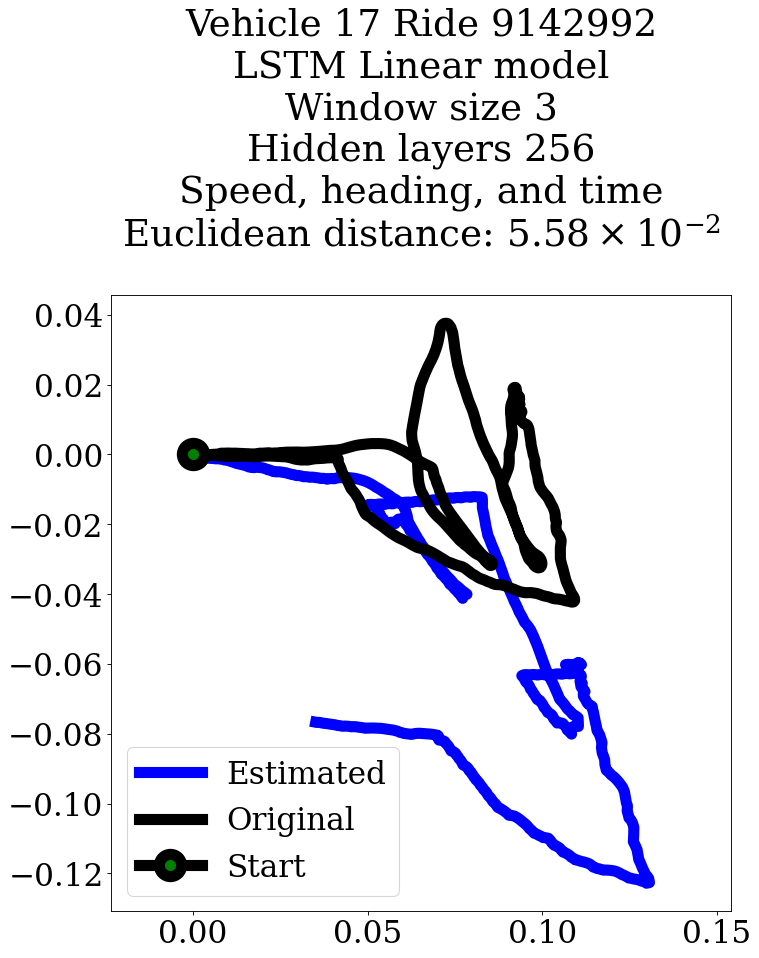 Vehicle 17 Ride 9142992
LSTM Linear model
Window size 3
Hidden layers 256
Speed, heading, and time
Euclidean distance: 5.58 × 10⁻²
0.04
0.02
0.00
−0.02
−0.04
−0.06
−0.08
−0.10
−0.12
Estimated
Original
Start
0.00 0.05 0.10 0.15